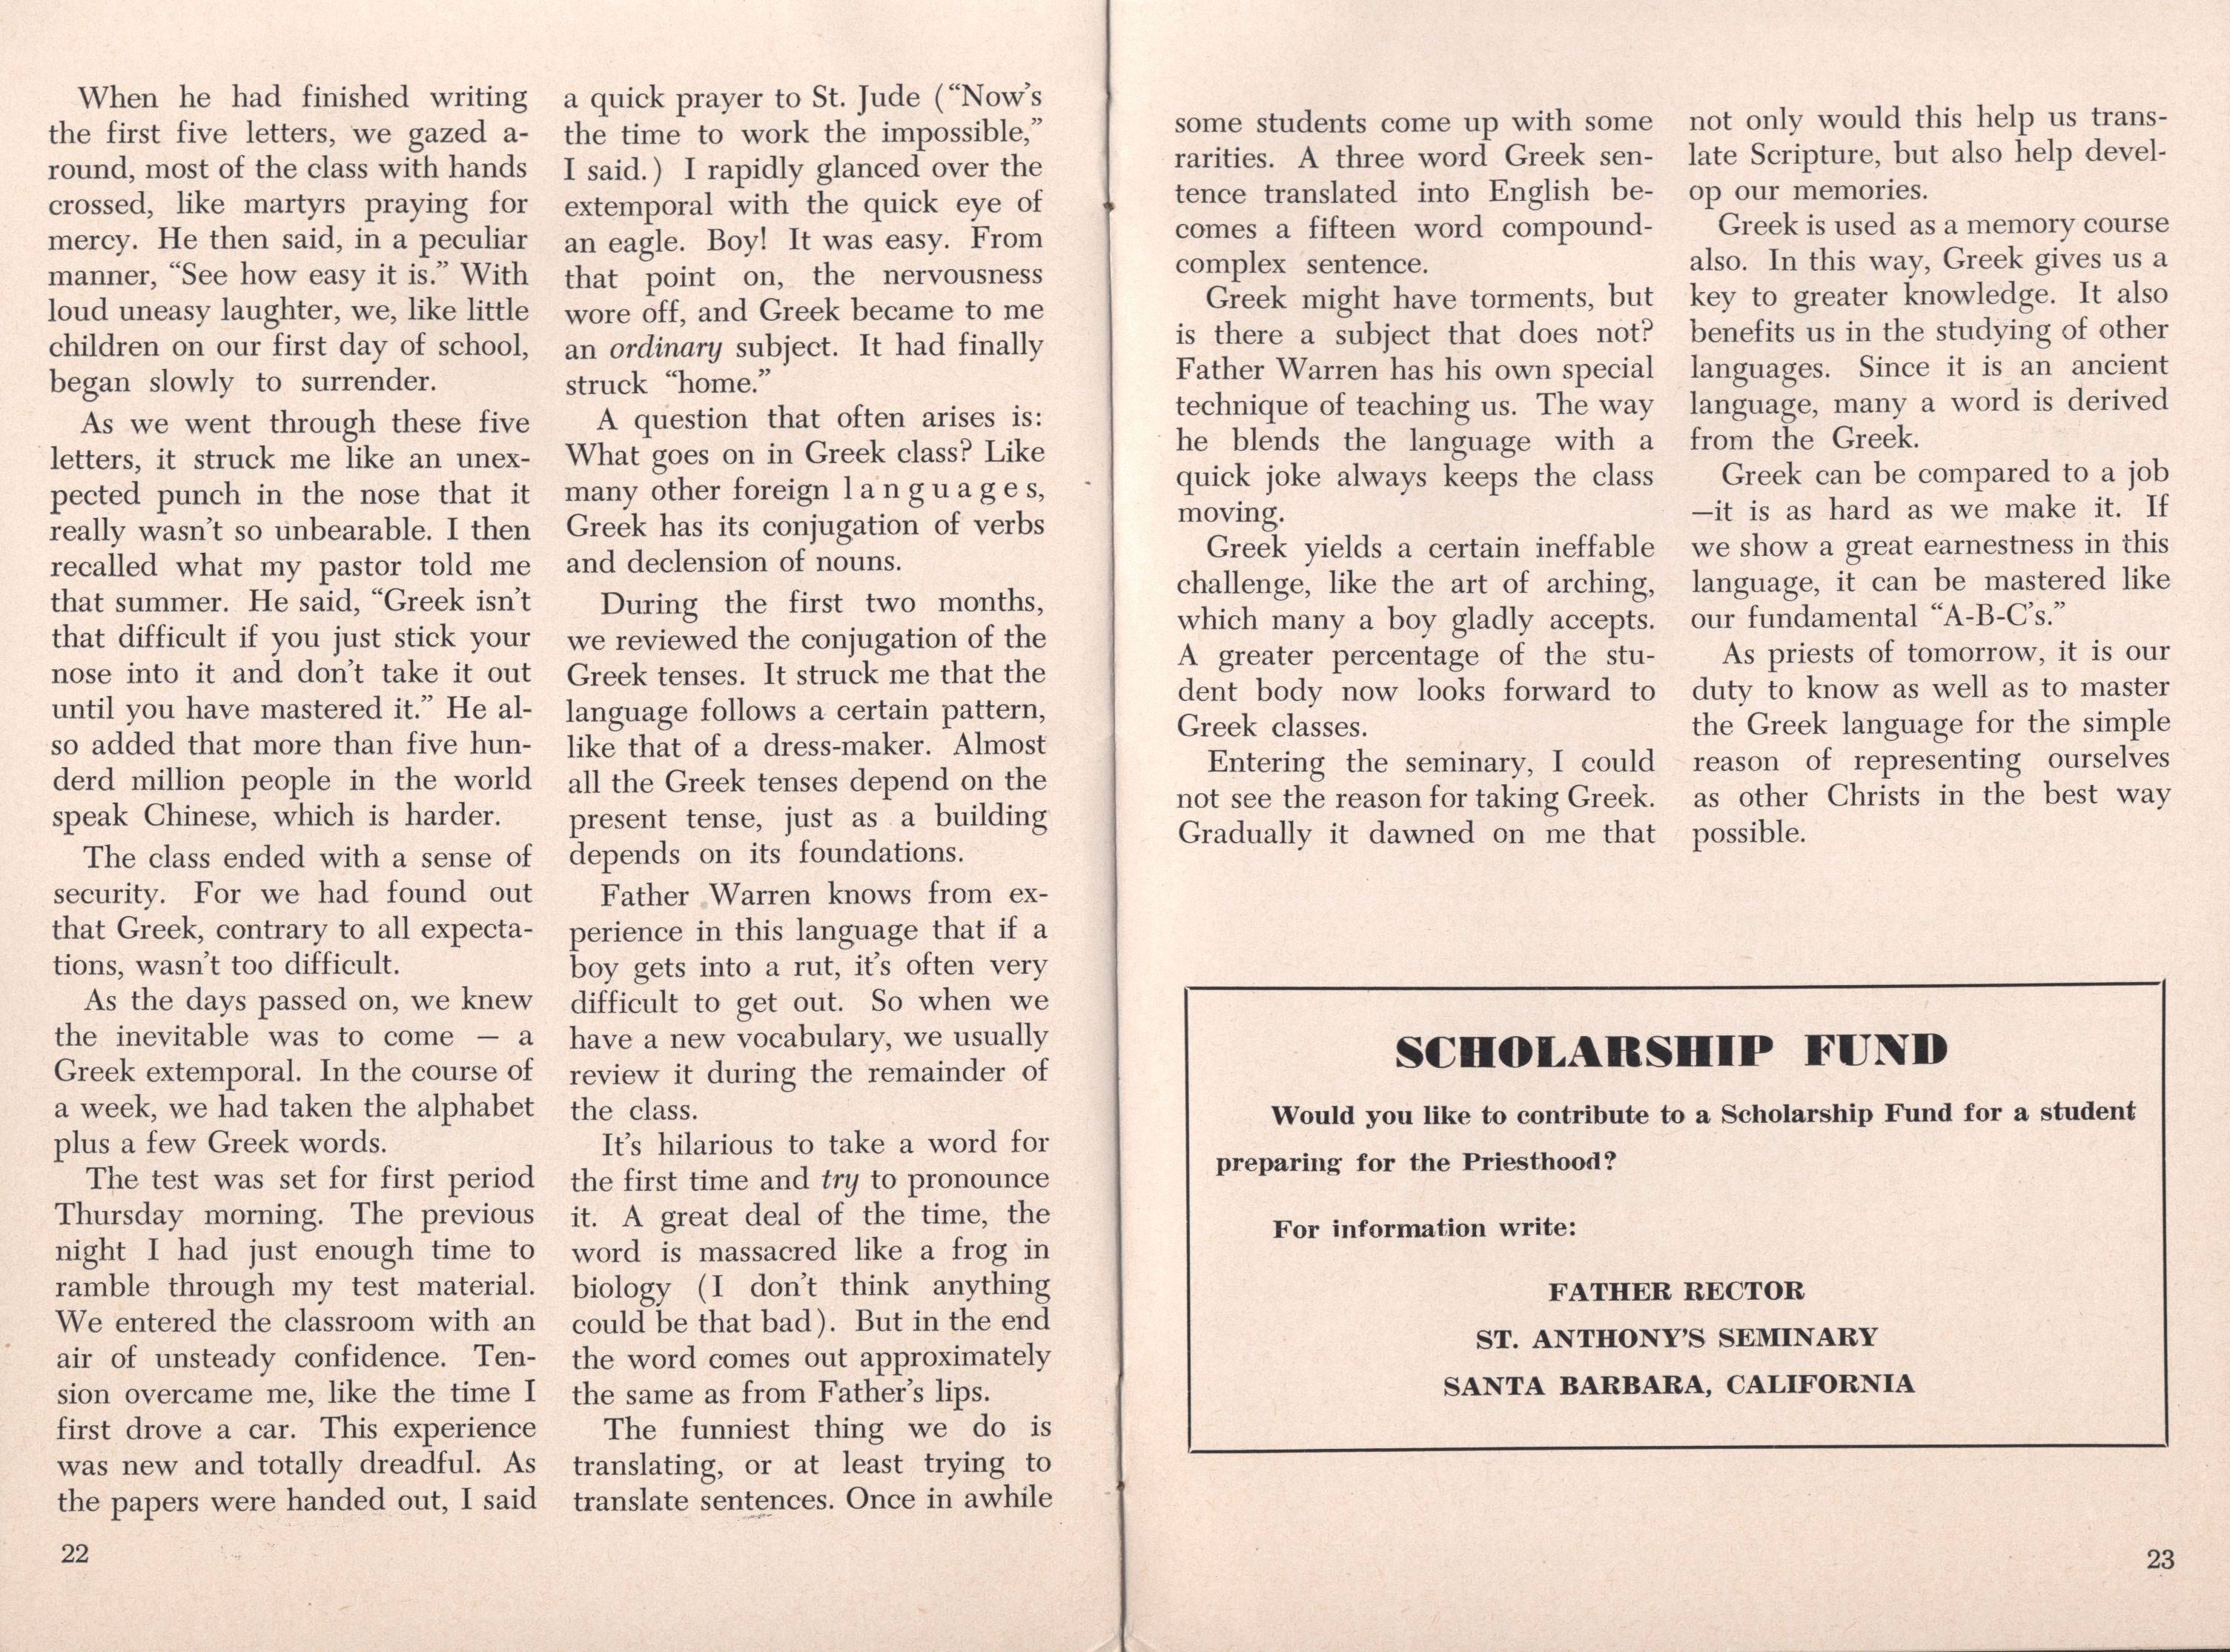 When he had finished writing
the first five letters, we gazed a-
round, most of the class with hands
crossed, like martyrs praying for
mercy. He then said, in a peculiar
manner, “See how easy it is.” With
loud uneasy laughter, we, like little
children on our first day of school,
began slowly to surrender.
As we went through these five
letters, it struck me like an unex-
pected punch in the nose that it
really wasn’t so unbearable. I then
recalled what my pastor told me
that summer. He said, “Greek isn’t
that difficult if you just stick your
nose into it and don’t take it out
until you have mastered it.” He al-
so added that more than five hun-
derd million people in the world
speak Chinese, which is harder.
The class ended with a sense of
security. For we had found out
that Greek, contrary to all expecta-
tions, wasn’t too difficult.
As the days passed on, we knew
the inevitable was to come — a
Greek extemporal. In the course of
a week, we had taken the alphabet
plus a few Greek words.
The test was set for first period
Thursday morning. The previous
night I had just enough time to
ramble through my test material.
We entered the classroom with an
air of unsteady confidence. Ten-
sion overcame me, like the time I
first drove a car. This experience
was new and totally dreadful. As
the papers were handed out, I said
22
a quick prayer to St. Jude (“Now’s
the time to work the impossible,”
I said.) I rapidly glanced over the
extemporal with the quick eye of
an eagle. Boy! It was easy. From
that point on, the nervousness
wore off, and Greek became to me
an ordinary subject. It had finally
struck “home.”
A question that often arises is:
What goes on in Greek class? Like
many other foreign languages,
Greek has its conjugation of verbs
and declension of nouns.
During the first two months,
we reviewed the conjugation of the
Greek tenses. It struck me that the
language follows a certain pattern,
like that of a dress-maker. Almost
all the Greek tenses depend on the
present tense, just as a building
depends on its foundations.
Father Warren knows from ex-
perience in this language that if a
boy gets into a rut, it’s often very
difficult to get out. So when we
have a new vocabulary, we usually
review it during the remainder of
the class.
It’s hilarious to take a word for
the first time and try to pronounce
it. A great deal of the time, the
word is massacred like a frog in
biology (I don’t think anything
could be that bad). But in the end
the word comes out approximately
the same as from Father’s lips.
The funniest thing we do is
translating, or at least trying to
translate sentences. Once in awhile
some students come up with some
rarities. A three word Greek sen-
tence translated into English be-
comes a fifteen word compound-
complex sentence.
Greek might have torments, but
is there a subject that does not?
Father Warren has his own special
technique of teaching us. The way
he blends the language with a
quick joke always keeps the class
moving.
Greek yields a certain ineffable
challenge, like the art of arching,
which many a boy gladly accepts.
A greater percentage of the stu-
dent body now looks forward to
Greek classes.
Entering the seminary, I could
not see the reason for taking Greek.
Gradually it dawned on me that
not only would this help us trans-
late Scripture, but also help devel-
op our memories.
Greek is used as a memory course
also. In this way, Greek gives us a
key to greater knowledge. It also
benefits us in the studying of other
languages. Since it is an ancient
language, many a word is derived
from the Greek.
Greek can be compared to a job
—it is as hard as we make it. If
we show a great earnestness in this
language, it can be mastered like
our fundamental “A-B-C’s.”
As priests of tomorrow, it is our
duty to know as well as to master
the Greek language for the simple
reason of representing ourselves
as other Christs in the best way
possible.
SCHOLARSHIP FUND
Would you like to contribute to a Scholarship Fund for a student
preparing for the Priesthood?
For information write:
FATHER RECTOR
ST. ANTHONY’S SEMINARY
SANTA BARBARA, CALIFORNIA
23